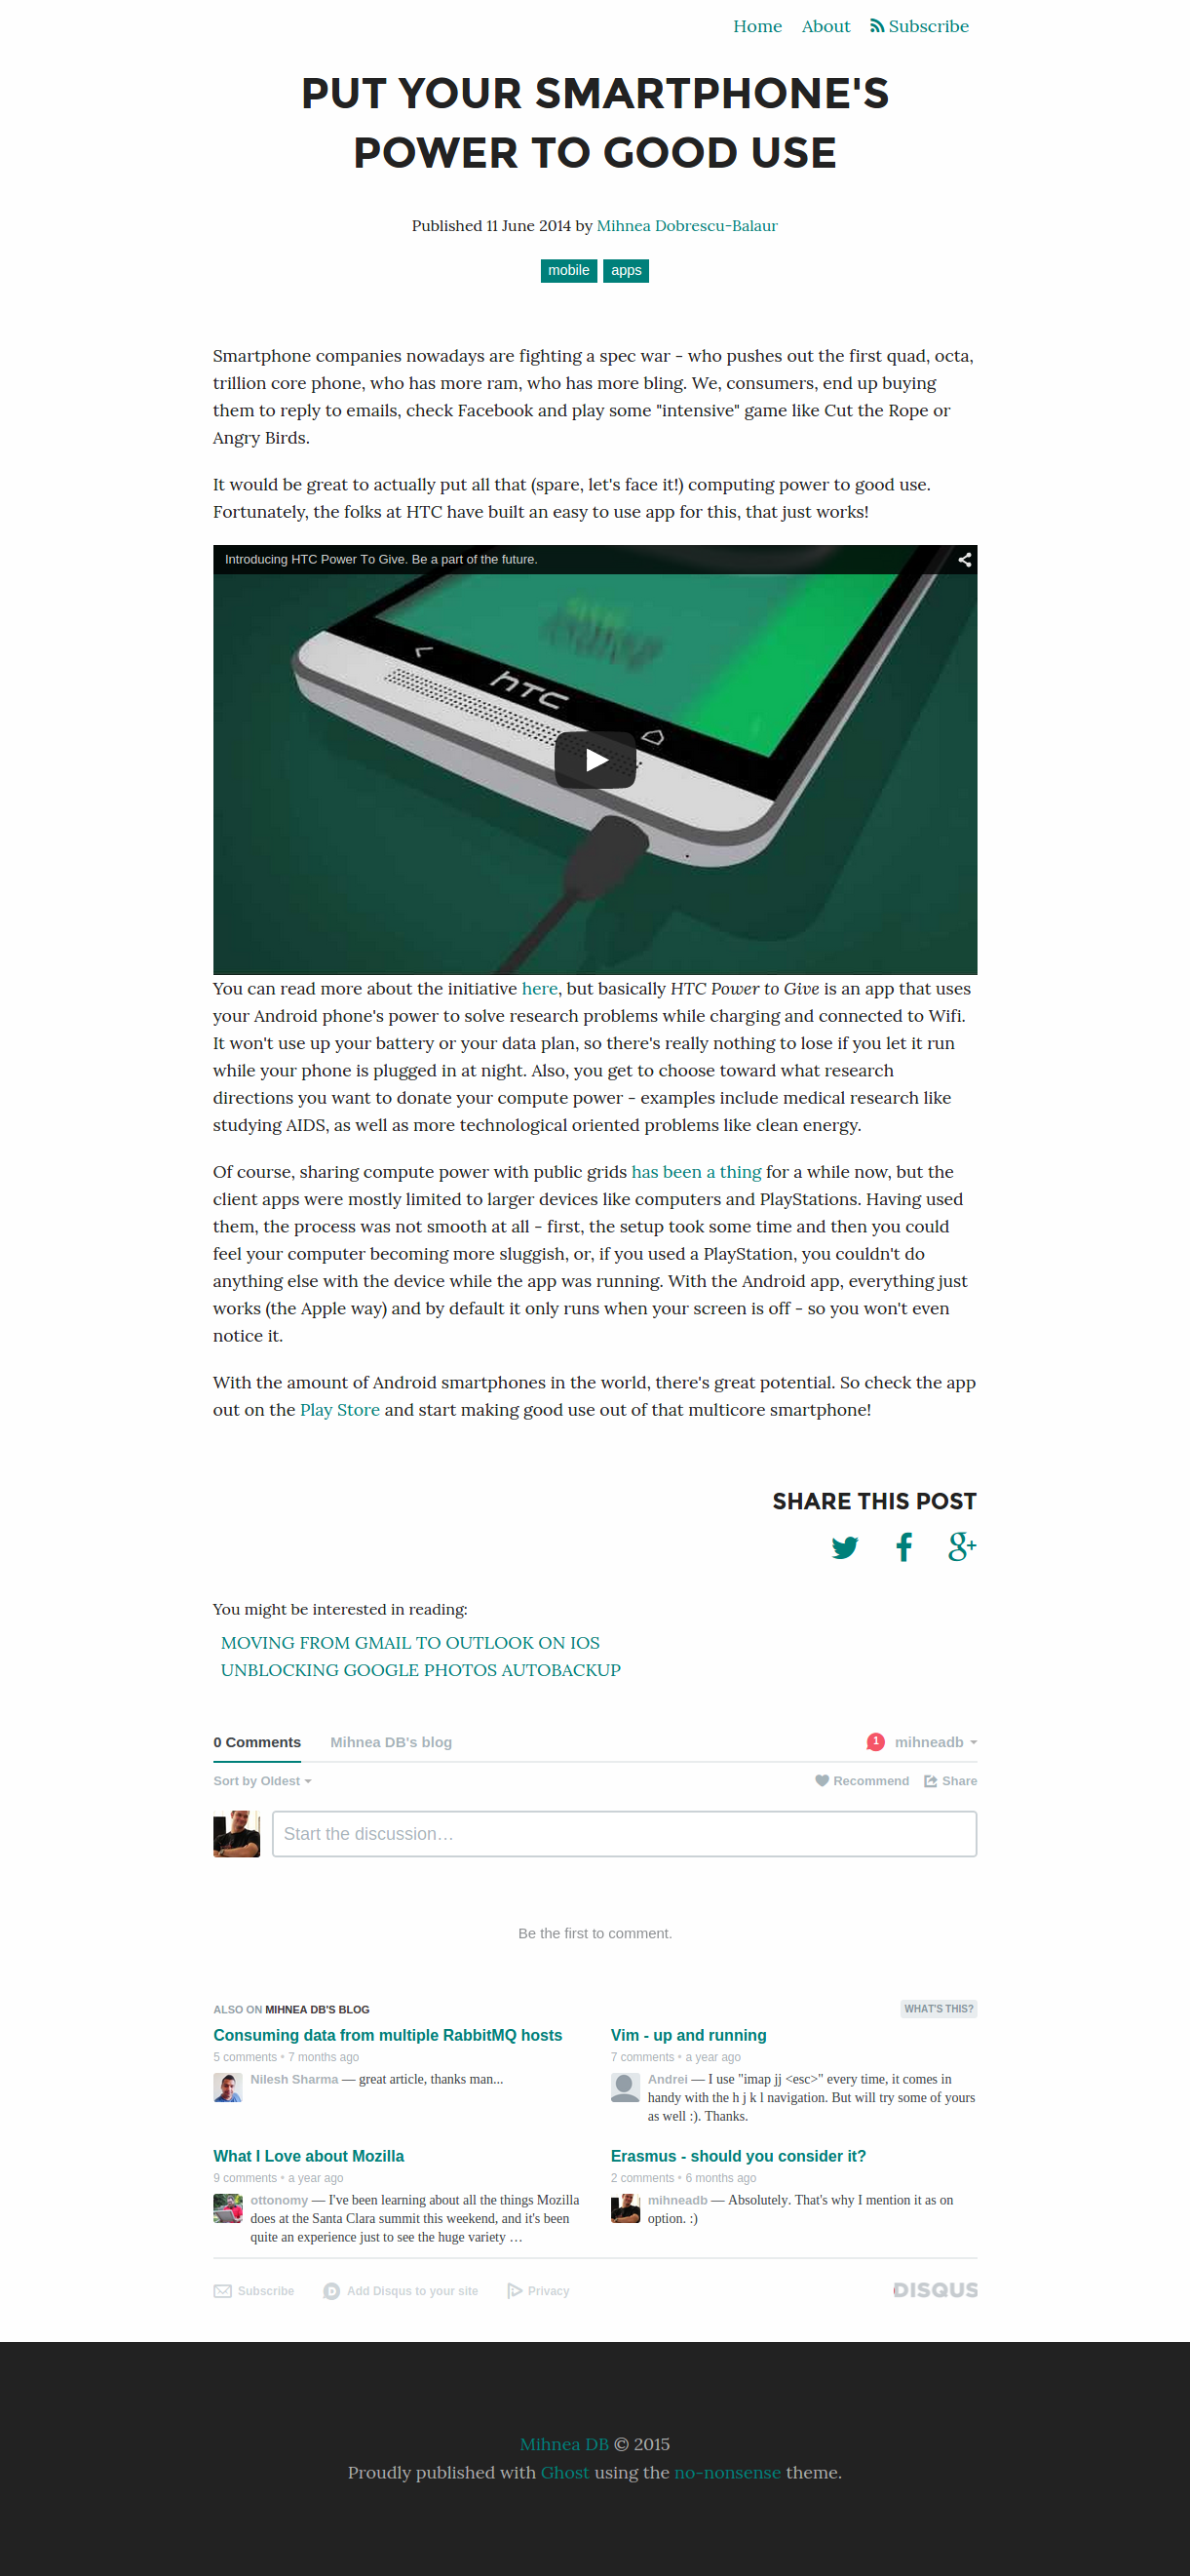 Home About Subscribe
PUT YOUR SMARTPHONE'S
POWER TO GOOD USE
Published 11 June 2014 by Mihnea Dobrescu-Balaur
mobile apps
Smartphone companies nowadays are fighting a spec war - who pushes out the first quad, octa,
trillion core phone, who has more ram, who has more bling. We, consumers, end up buying
them to reply to emails, check Facebook and play some "intensive" game like Cut the Rope or
Angry Birds.
It would be great to actually put all that (spare, let's face it!) computing power to good use.
Fortunately, the folks at HTC have built an easy to use app for this, that just works!
Introducing HTC Power To Give. Be a part of the future.
hTC
You can read more about the initiative here, but basically HTC Power to Give is an app that uses
your Android phone's power to solve research problems while charging and connected to Wifi.
It won't use up your battery or your data plan, so there's really nothing to lose if you let it run
while your phone is plugged in at night. Also, you get to choose toward what research
directions you want to donate your compute power - examples include medical research like
studying AIDS, as well as more technological oriented problems like clean energy.
Of course, sharing compute power with public grids has been a thing for a while now, but the
client apps were mostly limited to larger devices like computers and PlayStations. Having used
them, the process was not smooth at all - first, the setup took some time and then you could
feel your computer becoming more sluggish, or, if you used a PlayStation, you couldn't do
anything else with the device while the app was running. With the Android app, everything just
works (the Apple way) and by default it only runs when your screen is off - so you won't even
notice it.
With the amount of Android smartphones in the world, there's great potential. So check the app
out on the Play Store and start making good use out of that multicore smartphone!
SHARE THIS POST
You might be interested in reading:
MOVING FROM GMAIL TO OUTLOOK ON IOS
UNBLOCKING GOOGLE PHOTOS AUTOBACKUP
0 Comments Mihnea DB's blog 1 mihneadb
Sort by Oldest Recommend Share
Start the discussion…
Be the first to comment.
ALSO ON MIHNEA DB'S BLOG WHAT'S THIS?
Consuming data from multiple RabbitMQ hosts
5 comments • 7 months ago
Nilesh Sharma — great article, thanks man...
Vim - up and running
7 comments • a year ago
Andrei — I use "imap jj <esc>" every time, it comes in
handy with the h j k l navigation. But will try some of yours
as well :). Thanks.
What I Love about Mozilla
9 comments • a year ago
ottonomy — I've been learning about all the things Mozilla
does at the Santa Clara summit this weekend, and it's been
quite an experience just to see the huge variety …
Erasmus - should you consider it?
2 comments • 6 months ago
mihneadb — Absolutely. That's why I mention it as on
option. :)
Subscribe Add Disqus to your site Privacy DISQUS
Mihnea DB © 2015
Proudly published with Ghost using the no-nonsense theme.